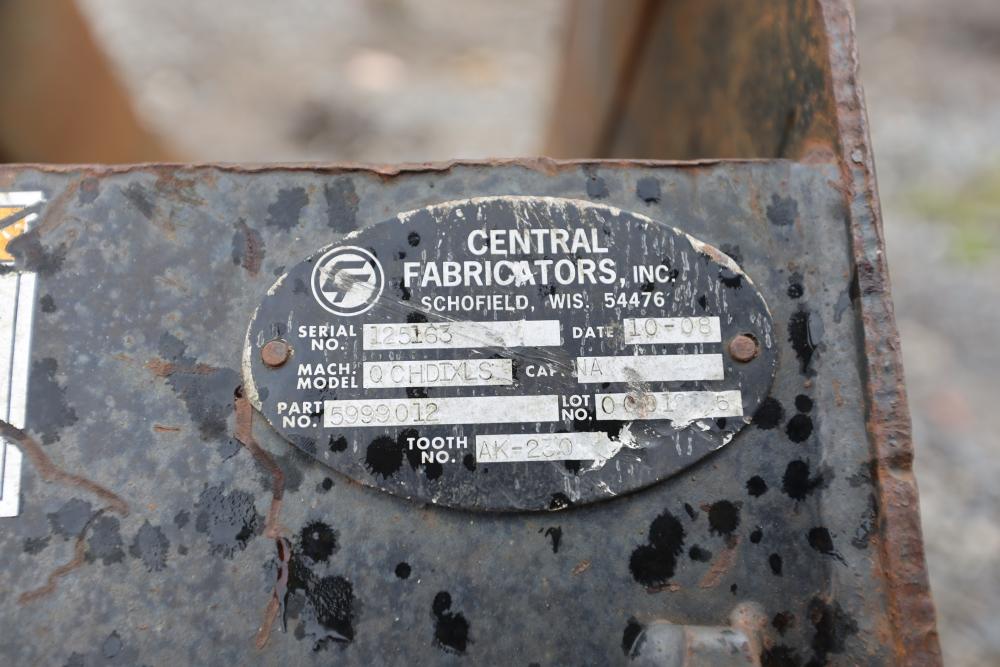 CENTRAL
FABRICATORS, INC.
SCHOFIELD, WIS. 54476
SERIAL NO. 125163 DATE 10-08
MACH. MODEL QCHDIXLS CAP. NA
PART NO. 5999012 LOT NO.
TOOTH NO. AK-230